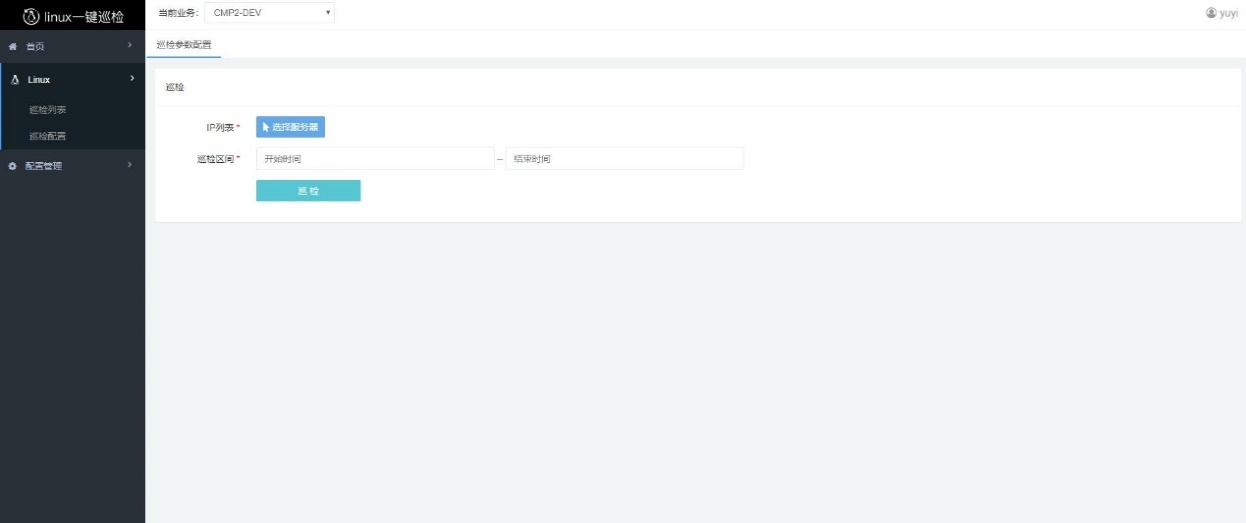 linux一键巡检
当前业务: CMP2-DEV
yuyi
首页
巡检参数配置
Linux
巡检
巡检列表
IP列表 * 选择服务器
巡检配置
巡检区间 * 开始时间 -- 结束时间
配置管理
巡 检